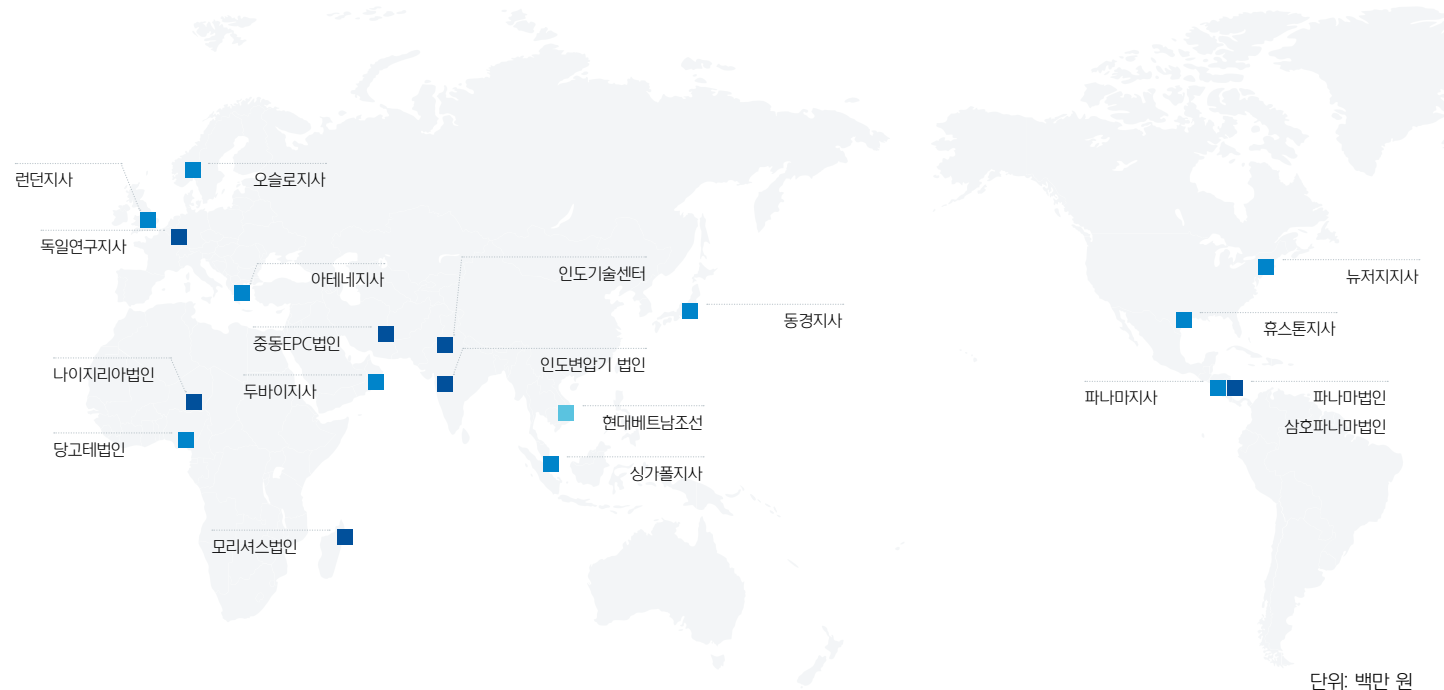 런던지사
오슬로지사
독일연구지사
아테네지사
인도기술센터
뉴저지지사
동경지사
휴스톤지사
중동EPC법인
인도변압기 법인
나이지리아법인
두바이지사
파나마지사
파나마법인
현대베트남조선
삼호파나마법인
당고테법인
싱가폴지사
모리셔스법인
단위: 백만 원